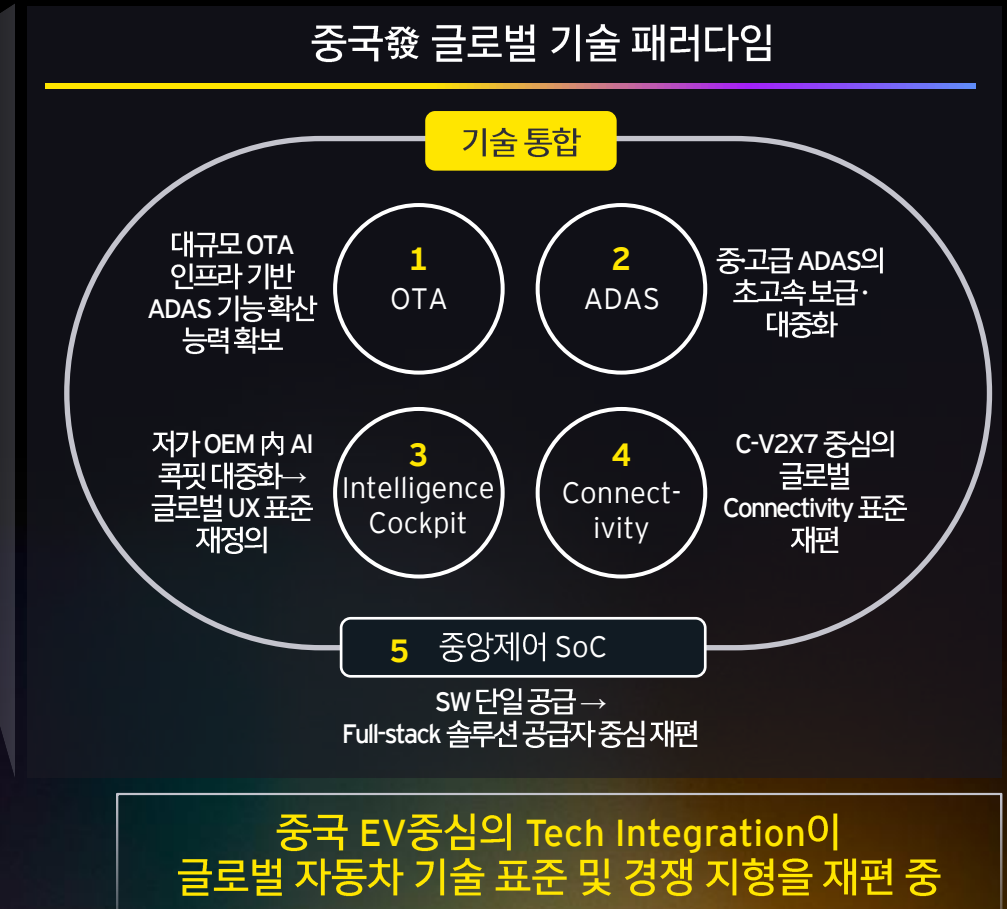 중국發 글로벌 기술 패러다임
기술 통합
대규모 OTA
인프라 기반
ADAS 기능 확산
능력 확보
1
OTA
2
ADAS
중·고급 ADAS의
초고속 보급·
대중화
저가 OEM 內 AI
콕핏 대중화→
글로벌 UX 표준
재정의
3
Intelligence
Cockpit
4
Connect-
ivity
C-V2X7 중심의
글로벌
Connectivity 표준
재편
5 중앙제어 SoC
SW 단일 공급 →
Full-stack 솔루션 공급자 중심 재편
중국 EV중심의 Tech Integration이
글로벌 자동차 기술 표준 및 경쟁 지형을 재편 중